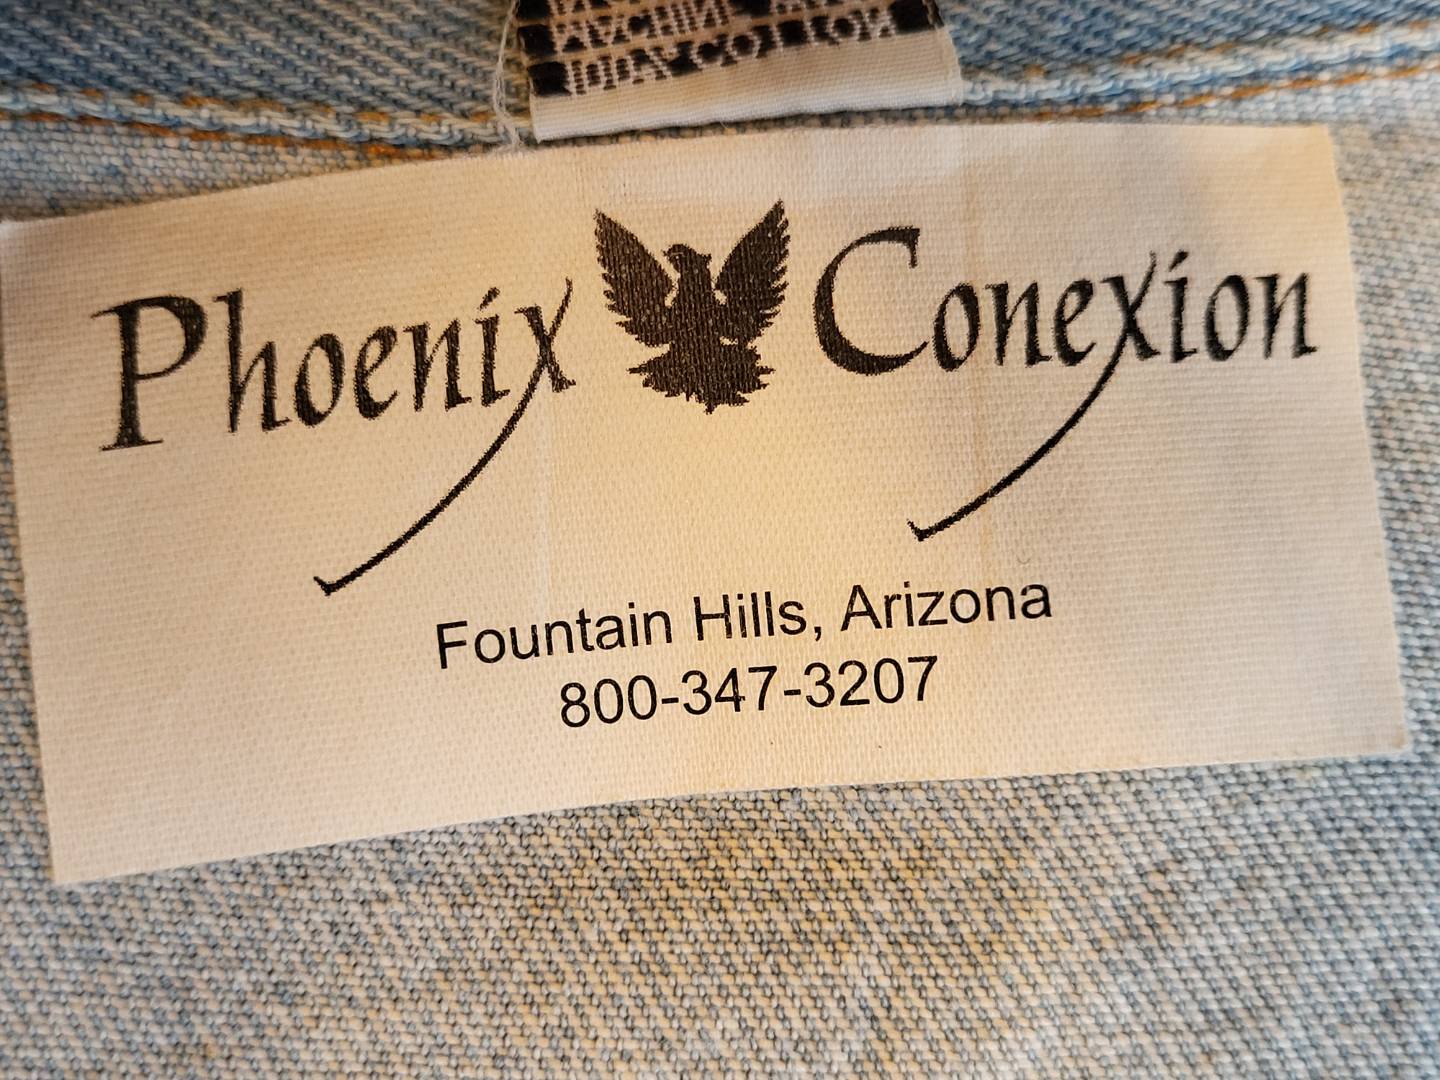 Phoenix Conexion
Fountain Hills, Arizona
800-347-3207